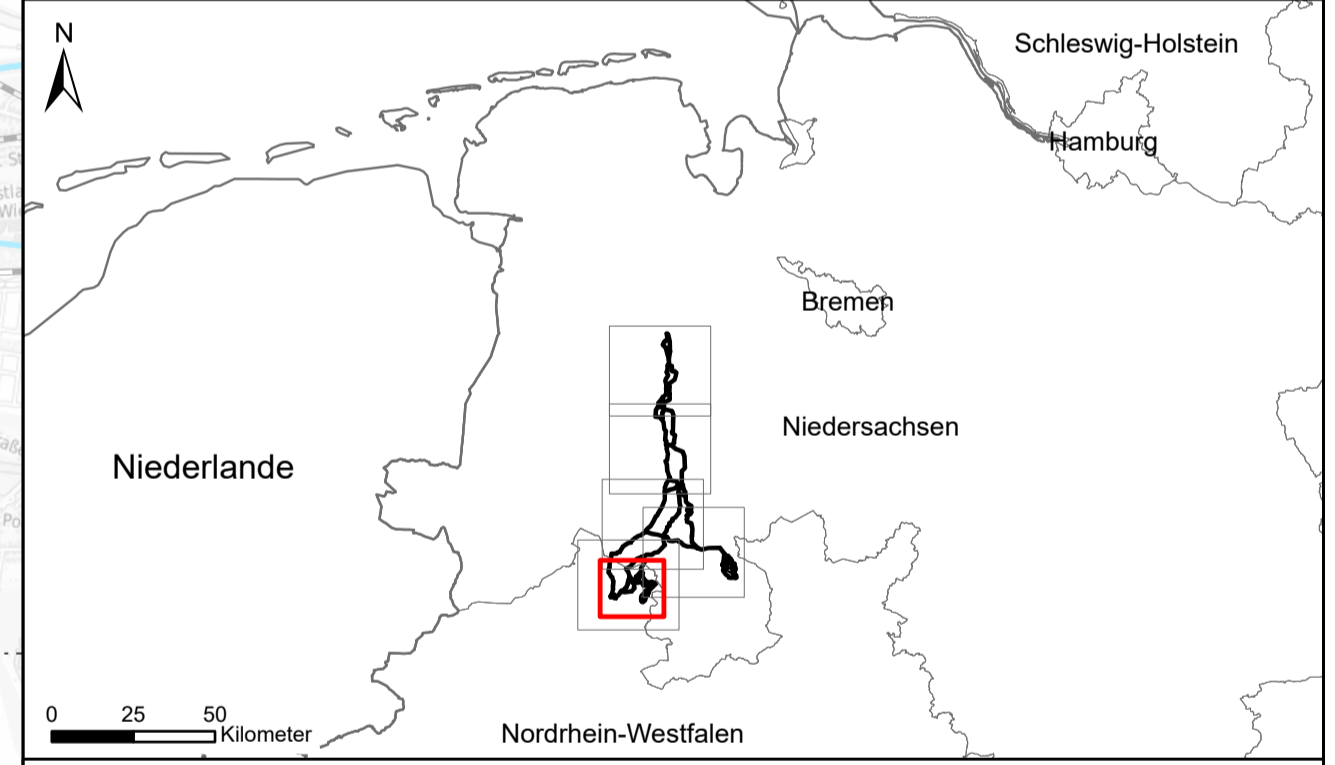 N
Schleswig-Holstein
Hamburg
Bremen
Niedersachsen
Niederlande
0 25 50
Kilometer
Nordrhein-Westfalen